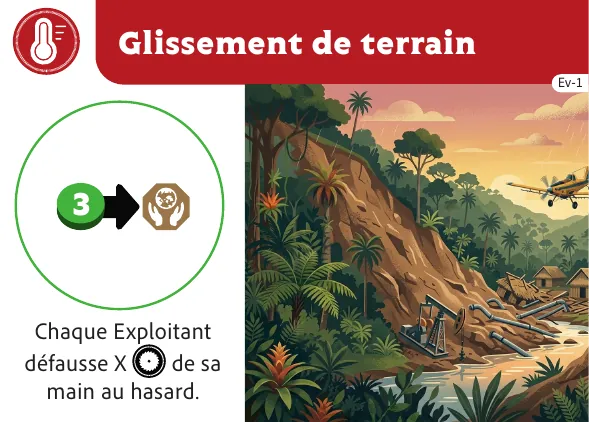 Glissement de terrain
Ev-1
3
Chaque Exploitant
défausse X de sa
main au hasard.